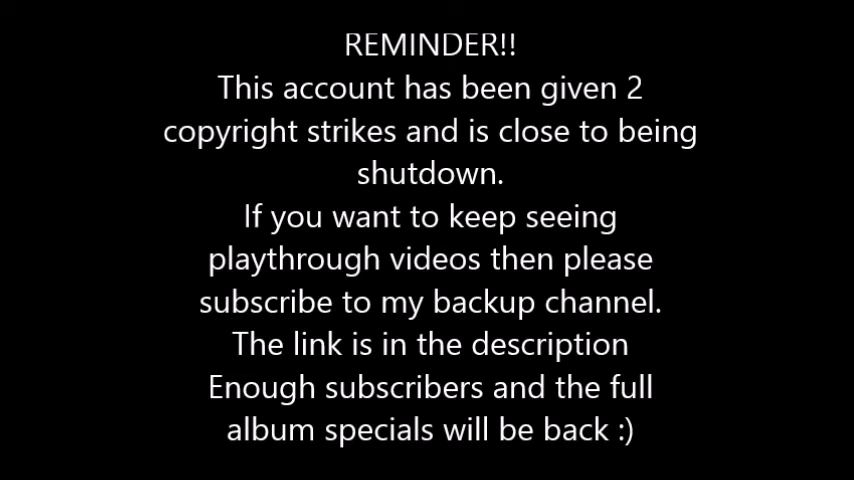 REMINDER!!
This account has been given 2
copyright strikes and is close to being
shutdown.
If you want to keep seeing
playthrough videos then please
subscribe to my backup channel.
The link is in the description
Enough subscribers and the full
album specials will be back :)